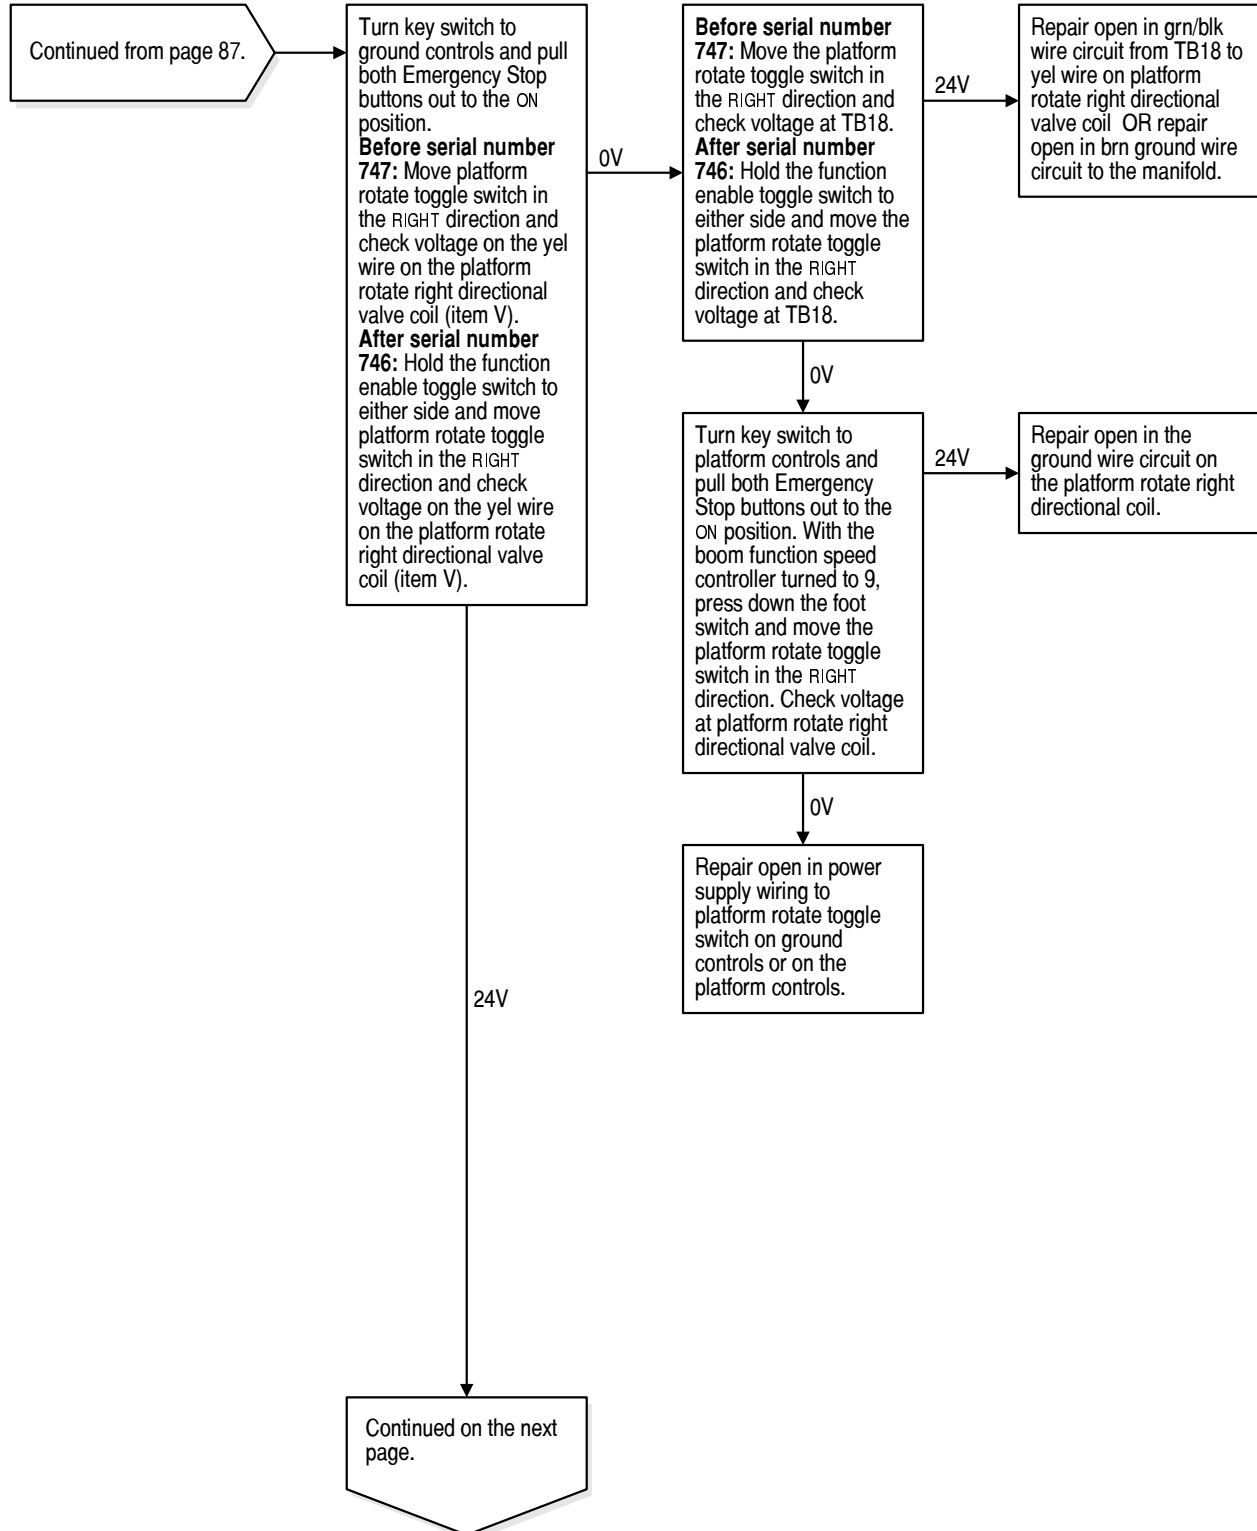 Continued from page 87.
Turn key switch to
ground controls and pull
both Emergency Stop
buttons out to the ON
position.
Before serial number
747: Move platform
rotate toggle switch in
the RIGHT direction and
check voltage on the yel
wire on the platform
rotate right directional
valve coil (item V).
After serial number
746: Hold the function
enable toggle switch to
either side and move
platform rotate toggle
switch in the RIGHT
direction and check
voltage on the yel wire
on the platform rotate
right directional valve
coil (item V).
0V
Before serial number
747: Move the platform
rotate toggle switch in
the RIGHT direction and
check voltage at TB18.
After serial number
746: Hold the function
enable toggle switch to
either side and move the
platform rotate toggle
switch in the RIGHT
direction and check
voltage at TB18.
24V
Repair open in grn/blk
wire circuit from TB18 to
yel wire on platform
rotate right directional
valve coil OR repair
open in brn ground wire
circuit to the manifold.
0V
Turn key switch to
platform controls and
pull both Emergency
Stop buttons out to the
ON position. With the
boom function speed
controller turned to 9,
press down the foot
switch and move the
platform rotate toggle
switch in the RIGHT
direction. Check voltage
at platform rotate right
directional valve coil.
24V
Repair open in the
ground wire circuit on
the platform rotate right
directional coil.
0V
Repair open in power
supply wiring to
platform rotate toggle
switch on ground
controls or on the
platform controls.
24V
Continued on the next
page.